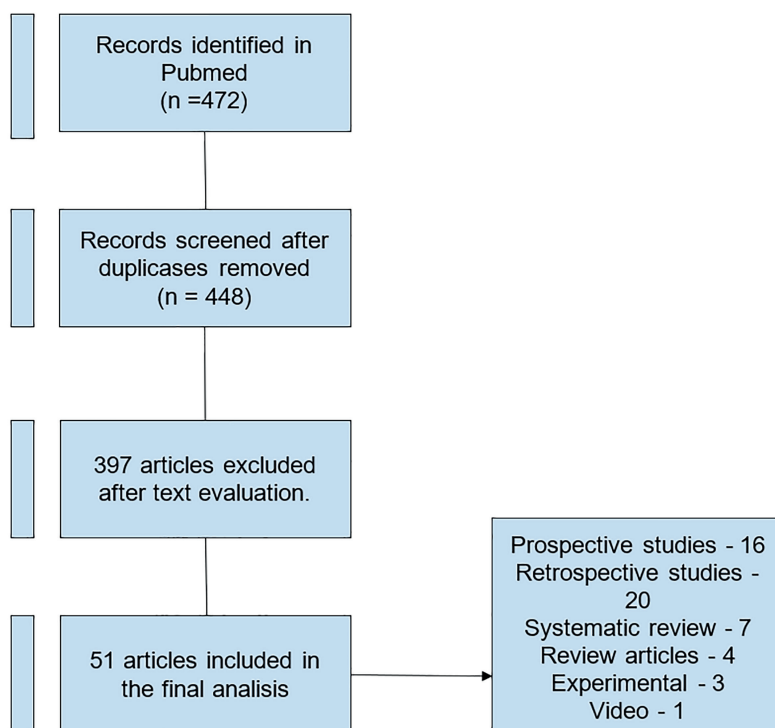 Records identified in
Pubmed
(n =472)
Records screened after
duplicases removed
(n = 448)
397 articles excluded
after text evaluation.
51 articles included in
the final analisis
Prospective studies - 16
Retrospective studies -
20
Systematic review - 7
Review articles - 4
Experimental - 3
Video - 1